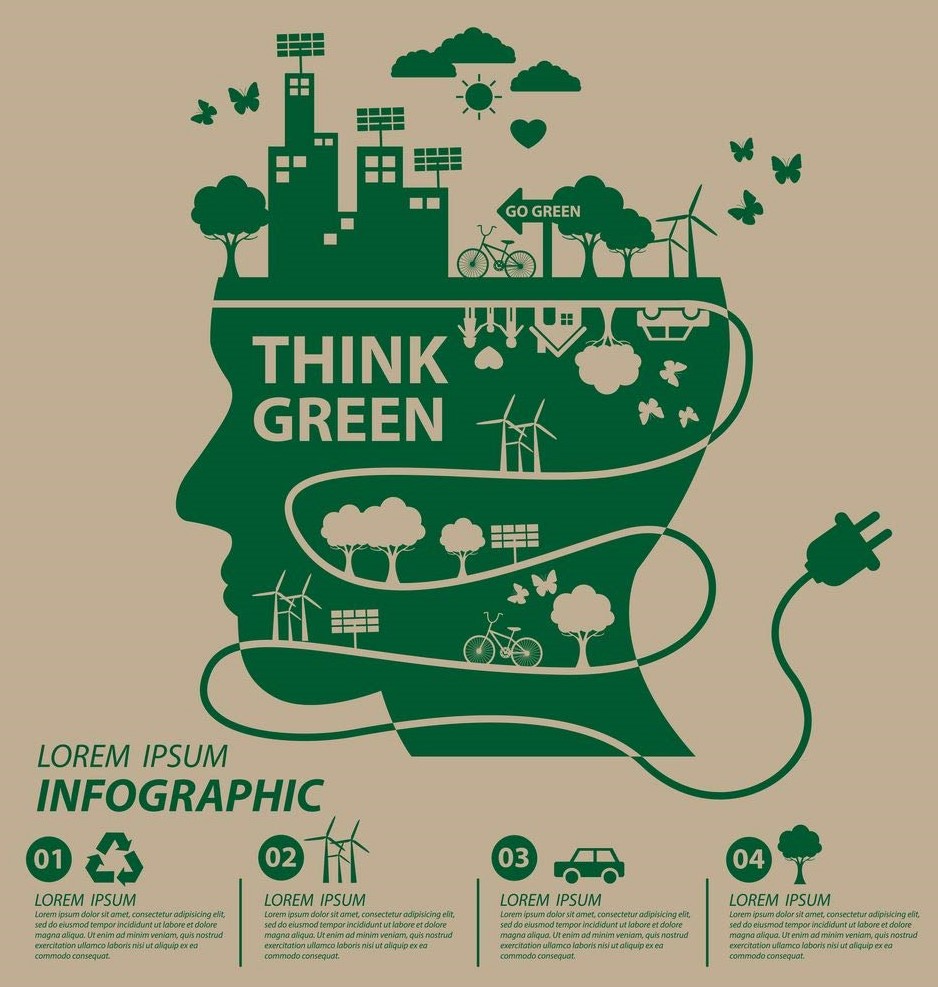 GO GREEN
THINK
GREEN
LOREM IPSUM
INFOGRAPHIC
01
LOREM IPSUM
Lorem ipsum dolor sit amet, consectetur adipisicing elit,
sed do eiusmod tempor incididunt ut labore et dolore
magna aliqua. Ut enim ad minim veniam, quis nostrud
exercitation ullamco laboris nisi ut aliquip ex ea
commodo consequat.
02
LOREM IPSUM
Lorem ipsum dolor sit amet, consectetur adipisicing elit,
sed do eiusmod tempor incididunt ut labore et dolore
magna aliqua. Ut enim ad minim veniam, quis nostrud
exercitation ullamco laboris nisi ut aliquip ex ea
commodo consequat.
03
LOREM IPSUM
Lorem ipsum dolor sit amet, consectetur adipisicing elit,
sed do eiusmod tempor incididunt ut labore et dolore
magna aliqua. Ut enim ad minim veniam, quis nostrud
exercitation ullamco laboris nisi ut aliquip ex ea
commodo consequat.
04
LOREM IPSUM
Lorem ipsum dolor sit amet, consectetur adipisicing elit,
sed do eiusmod tempor incididunt ut labore et dolore
magna aliqua. Ut enim ad minim veniam, quis nostrud
exercitation ullamco laboris nisi ut aliquip ex ea
commodo consequat.